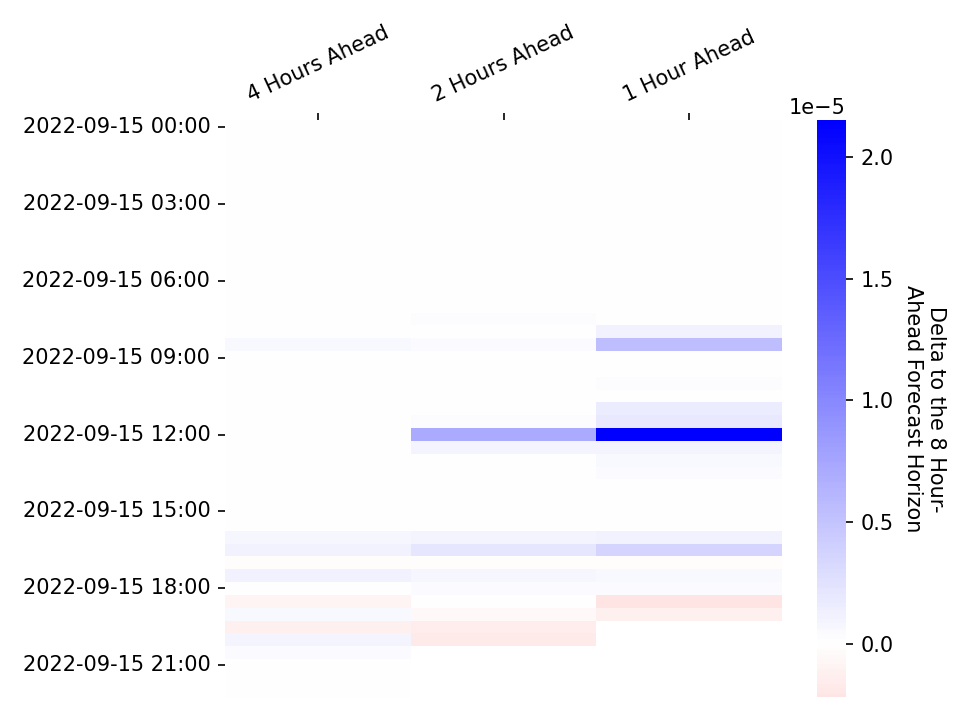 4 Hours Ahead
2 Hours Ahead
1 Hour Ahead
1e−5
2022-09-15 00:00
2022-09-15 03:00
2022-09-15 06:00
2022-09-15 09:00
2022-09-15 12:00
2022-09-15 15:00
2022-09-15 18:00
2022-09-15 21:00
2.0
1.5
1.0
0.5
0.0
Delta to the 8 Hour-
Ahead Forecast Horizon